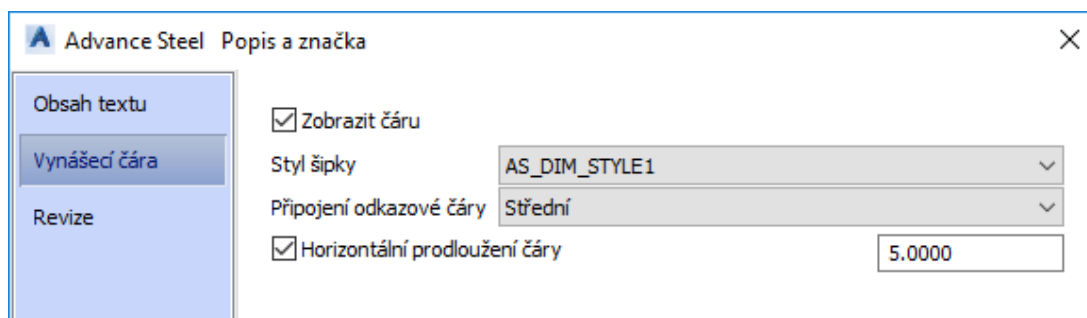 Advance Steel Popis a značka
Obsah textu
Vynášecí čára
Revize
Zobrazit čáru
Styl šipky AS_DIM_STYLE1
Připojení odkazové čáry Střední
Horizontální prodloužení čáry 5.0000